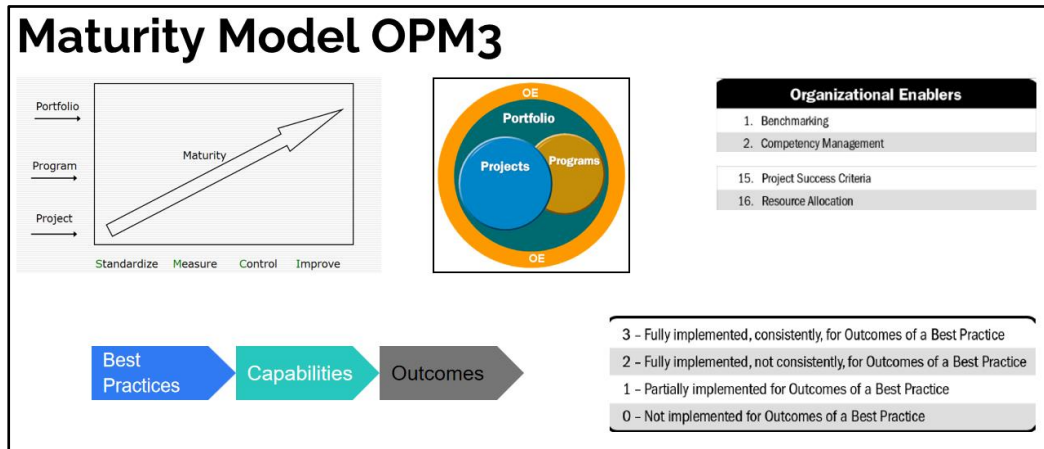 Maturity Model OPM3
Portfolio
Program
Project
Maturity
Standardize Measure Control Improve
OE
Portfolio
Projects
Programs
OE
Organizational Enablers
1. Benchmarking
2. Competency Management
15. Project Success Criteria
16. Resource Allocation
Best
Practices
Capabilities
Outcomes
3 – Fully implemented, consistently, for Outcomes of a Best Practice
2 – Fully implemented, not consistently, for Outcomes of a Best Practice
1 – Partially implemented for Outcomes of a Best Practice
0 – Not implemented for Outcomes of a Best Practice